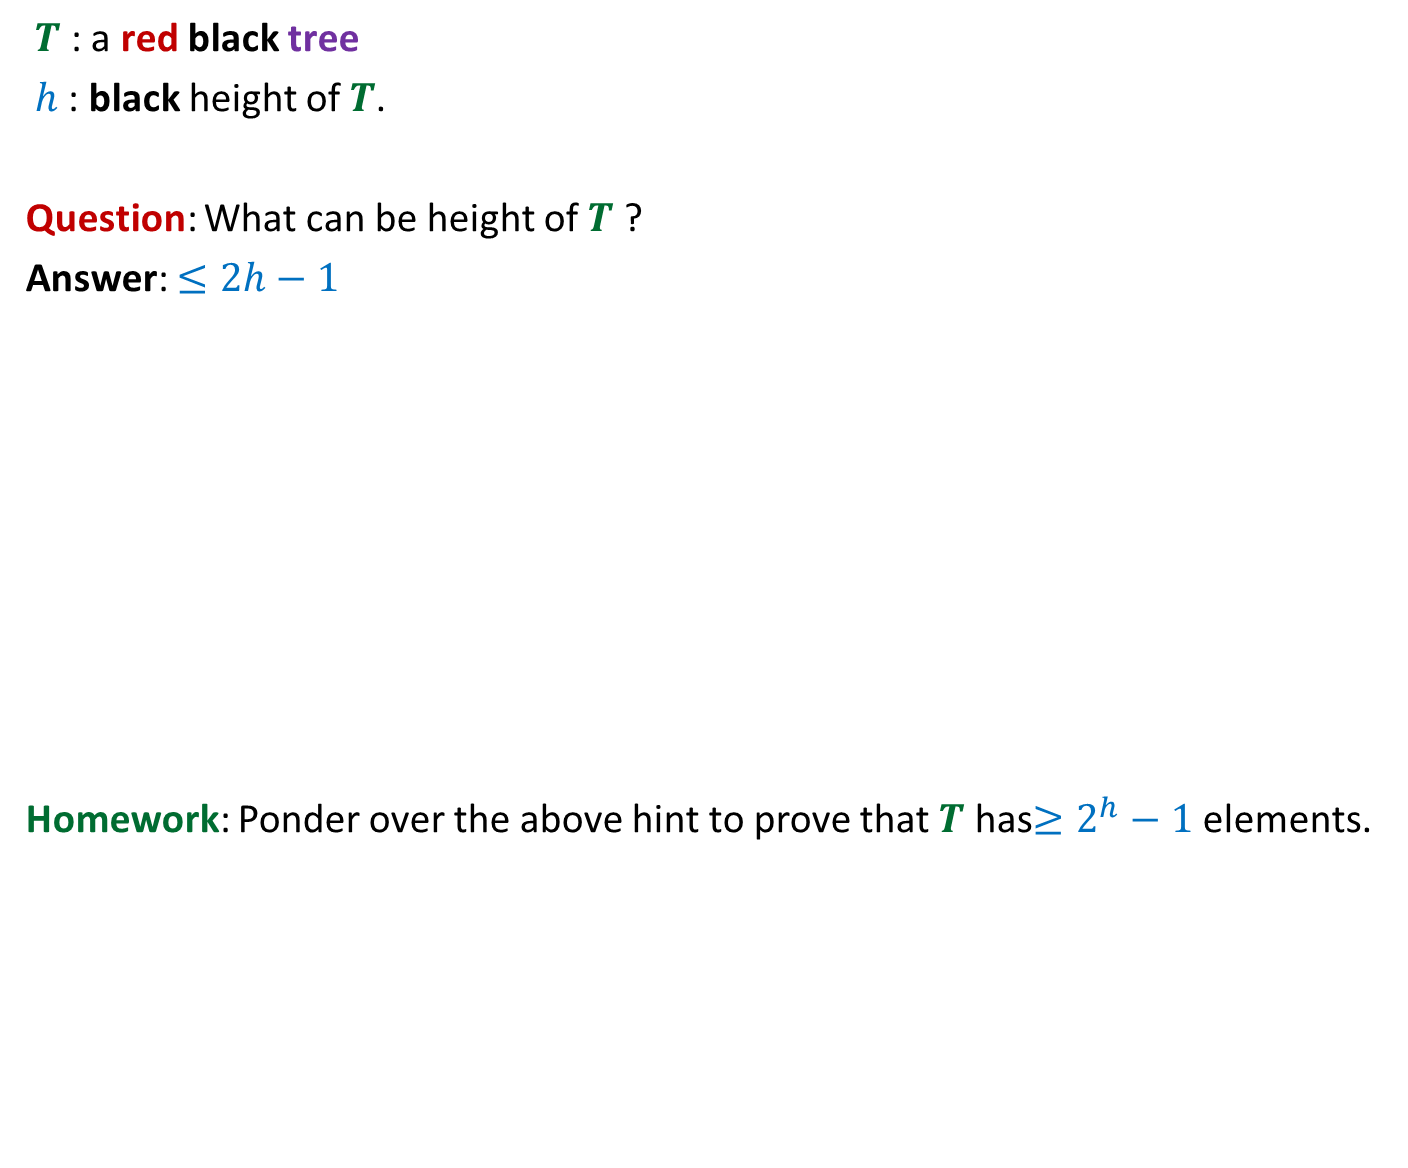 T : a red black tree
h : black height of T.
Question: What can be height of T ?
Answer: ≤ 2h − 1
Homework: Ponder over the above hint to prove that T has≥ 2^h − 1 elements.